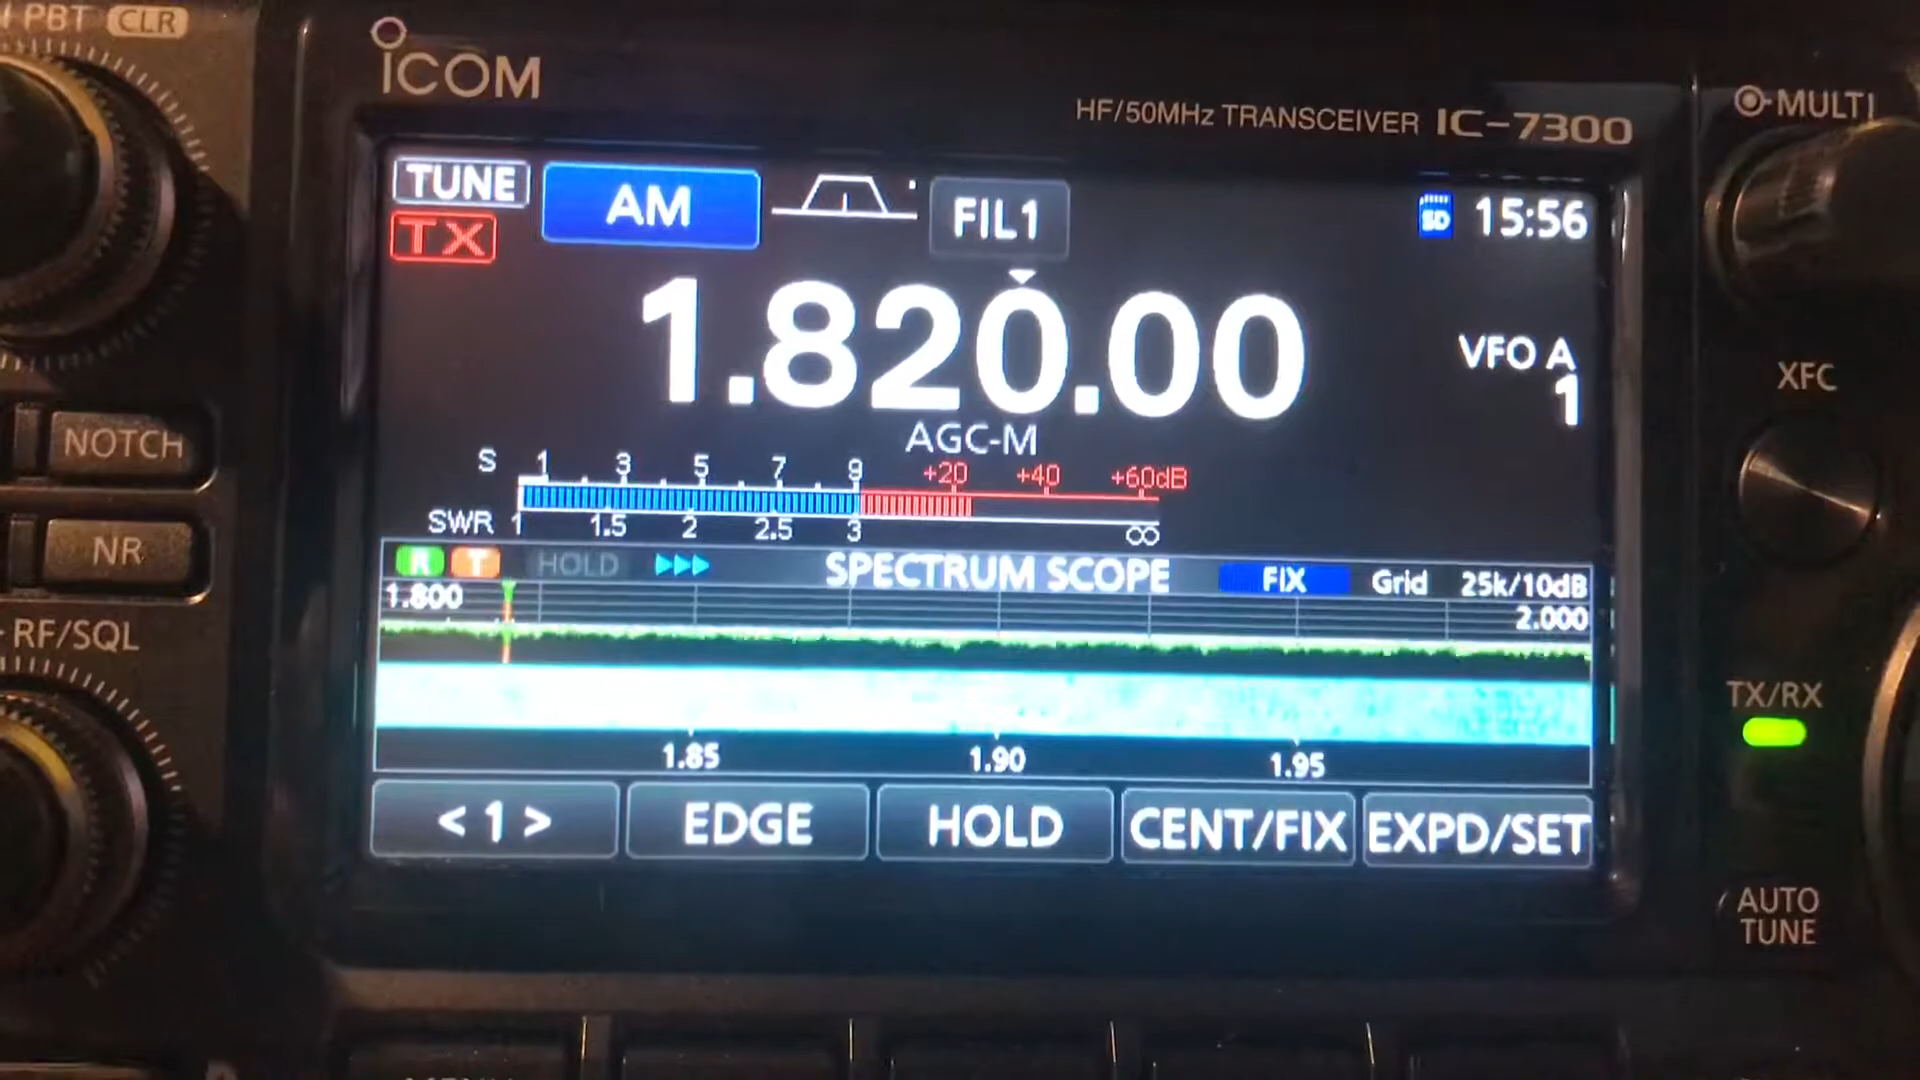 PBT CLR
ICOM
HF/50MHz TRANSCEIVER IC-7300
MULTI
TUNE
TX
AM
FIL1
SD 15:56
1.820.00
VFO A
1
XFC
NOTCH
AGC-M
S 1 3 5 7 9 +20 +40 +60dB
SWR 1 1.5 2 2.5 3 ∞
NR
R T HOLD SPECTRUM SCOPE FIX Grid 25k/10dB
1.800 2.000
RF/SQL
TX/RX
1.85 1.90 1.95
< 1 > EDGE HOLD CENT/FIX EXPD/SET
AUTO
TUNE